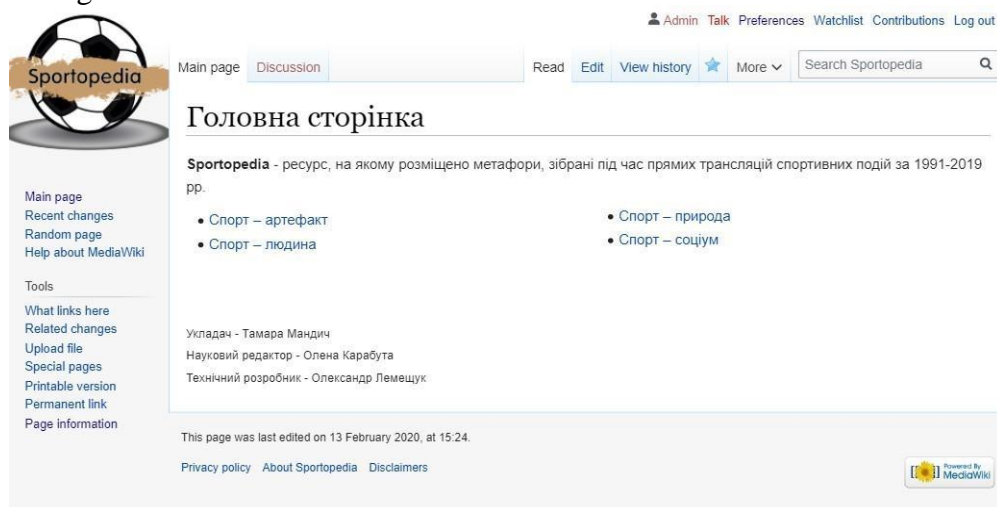 Admin Talk Preferences Watchlist Contributions Log out
Sportopedia
Main page Discussion Read Edit View history More Search Sportopedia
Головна сторінка
Sportopedia - ресурс, на якому розміщено метафори, зібрані під час прямих трансляцій спортивних подій за 1991-2019
рр.
• Спорт – артефакт
• Спорт – людина
• Спорт – природа
• Спорт – соціум
Укладач - Тамара Мандич
Науковий редактор - Олена Карабута
Технічний розробник - Олександр Лемещук
Main page
Recent changes
Random page
Help about MediaWiki
Tools
What links here
Related changes
Upload file
Special pages
Printable version
Permanent link
Page information
This page was last edited on 13 February 2020, at 15:24.
Privacy policy About Sportopedia Disclaimers
Powered By
MediaWiki